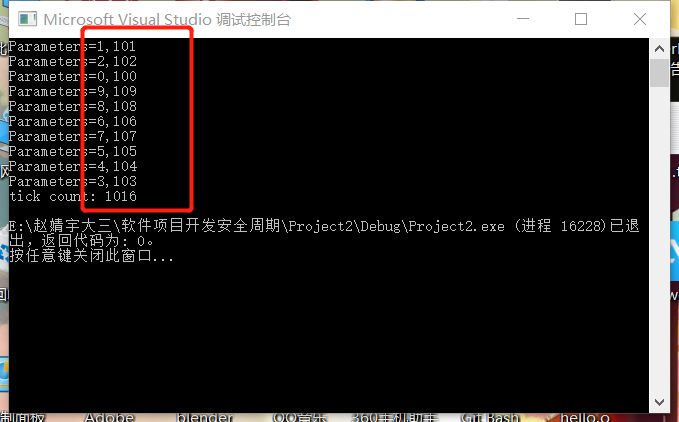 Microsoft Visual Studio 调试控制台
Parameters=1,101
Parameters=2,102
Parameters=0,100
Parameters=9,109
Parameters=8,108
Parameters=6,106
Parameters=7,107
Parameters=5,105
Parameters=4,104
Parameters=3,103
tick count: 1016
E:\赵婧宇大三\软件项目开发安全周期\Project2\Debug\Project2.exe (进程 16228)已退
出，返回代码为: 0。
按任意键关闭此窗口...
制面板 Adobe blender QQ音乐 360手机助手 Git Bash hello.o